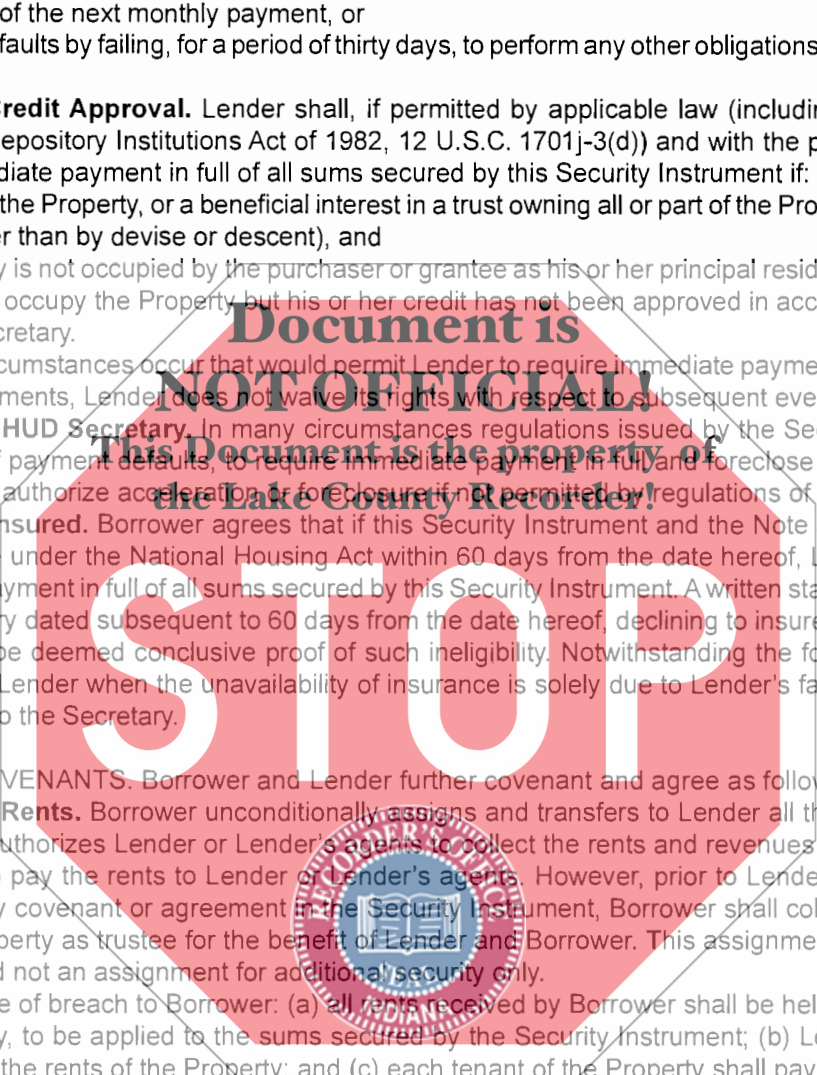 of the next monthly payment, or
faults by failing, for a period of thirty days, to perform any other obligations
Credit Approval. Lender shall, if permitted by applicable law (includin
epository Institutions Act of 1982, 12 U.S.C. 1701j-3(d)) and with the p
diate payment in full of all sums secured by this Security Instrument if:
the Property, or a beneficial interest in a trust owning all or part of the Pro
r than by devise or descent), and
y is not occupied by the purchaser or grantee as his or her principal resid
occupy the Property but his or her credit has not been approved in acc
cretary.
Document is
cumstances occur that would permit Lender to require immediate payme
NOT OFFICIAL!
ments, Lender does not waive its rights with respect to subsequent eve
HUD Secretary. In many circumstances regulations issued by the Se
This Document is the property of
f payment defaults, to require immediate payment in full and foreclose
the Lake County Recorder!
authorize acceleration or foreclosure if not permitted by regulations of
nsured. Borrower agrees that if this Security Instrument and the Note
under the National Housing Act within 60 days from the date hereof, L
yment in full of all sums secured by this Security Instrument. A written sta
ry dated subsequent to 60 days from the date hereof, declining to insure
be deemed conclusive proof of such ineligibility. Notwithstanding the fo
STOP
Lender when the unavailability of insurance is solely due to Lender's fa
o the Secretary.
VENANTS. Borrower and Lender further covenant and agree as follow
Rents. Borrower unconditionally assigns and transfers to Lender all th
uthorizes Lender or Lender's agents to collect the rents and revenues
pay the rents to Lender or Lender's agents. However, prior to Lende
y covenant or agreement in the Security Instrument, Borrower shall col
perty as trustee for the benefit of Lender and Borrower. This assignme
d not an assignment for additional security only.
RECORDER'S OFFICE
INDIANA
e of breach to Borrower: (a) all rents received by Borrower shall be hel
y, to be applied to the sums secured by the Security Instrument; (b) Le
the rents of the Property; and (c) each tenant of the Property shall pay